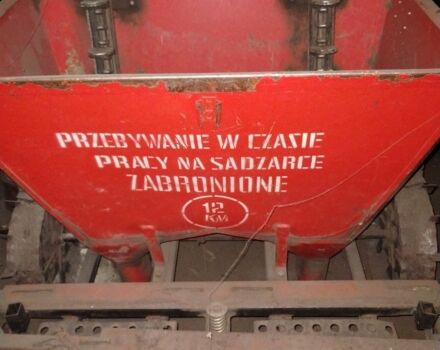 PRZEBYWANIE W CZASIE
PRACY NA SADZARCE
ZABRONIONE
12
KM